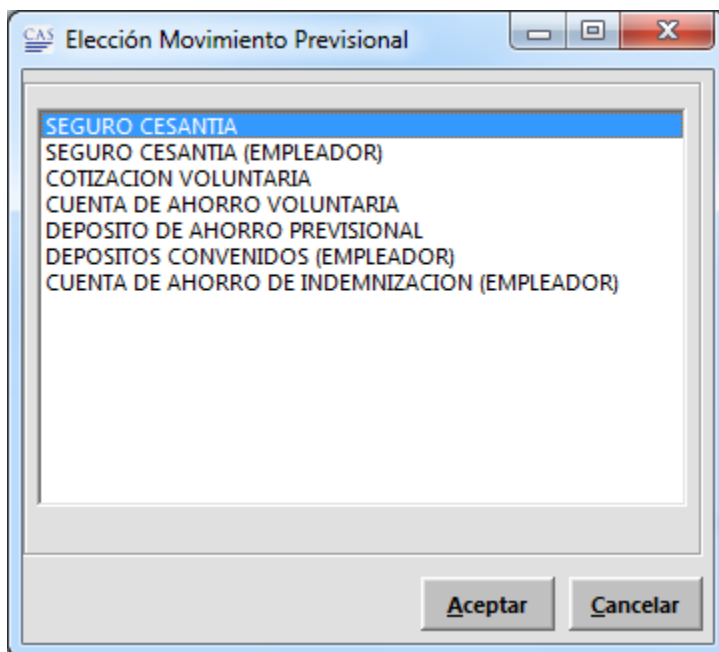 CAS Elección Movimiento Previsional
SEGURO CESANTIA
SEGURO CESANTIA (EMPLEADOR)
COTIZACION VOLUNTARIA
CUENTA DE AHORRO VOLUNTARIA
DEPOSITO DE AHORRO PREVISIONAL
DEPOSITOS CONVENIDOS (EMPLEADOR)
CUENTA DE AHORRO DE INDEMNIZACION (EMPLEADOR)
Aceptar Cancelar